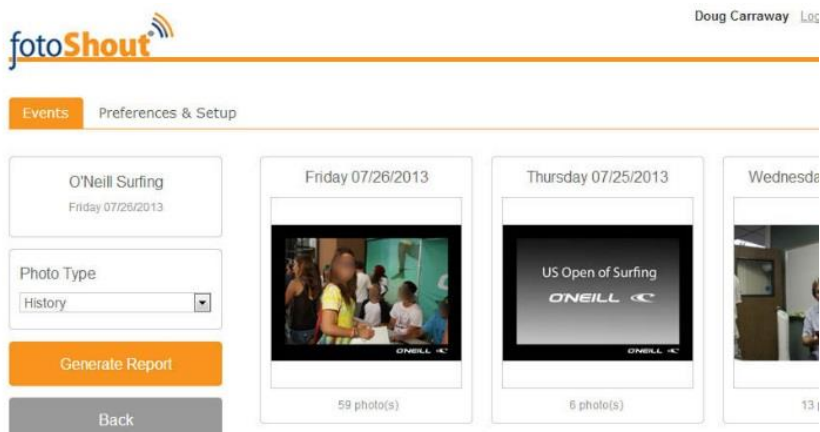 Doug Carraway
fotoShout
Events Preferences & Setup
O'Neill Surfing
Friday 07/26/2013
Photo Type
History
Generate Report
Back
Friday 07/26/2013
O'NEILL
59 photo(s)
Thursday 07/25/2013
US Open of Surfing
O'NEILL
O'NEILL
6 photo(s)
13